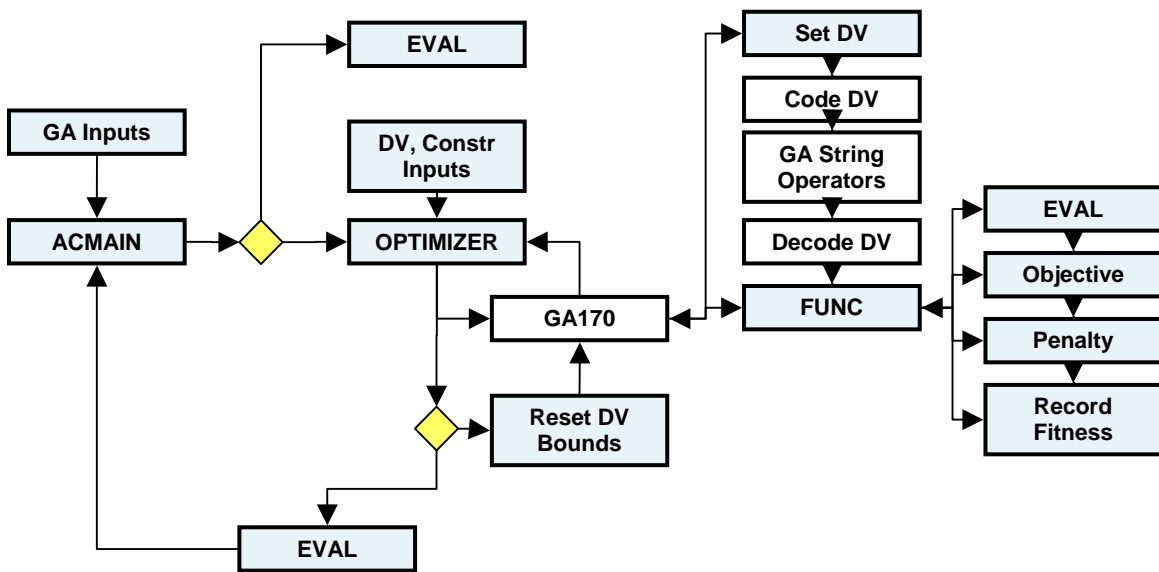 EVAL
Set DV
Code DV
GA Inputs
DV, Constr
Inputs
GA String
Operators
ACMAIN
OPTIMIZER
Decode DV
EVAL
Objective
GA170
FUNC
Penalty
Reset DV
Bounds
Record
Fitness
EVAL